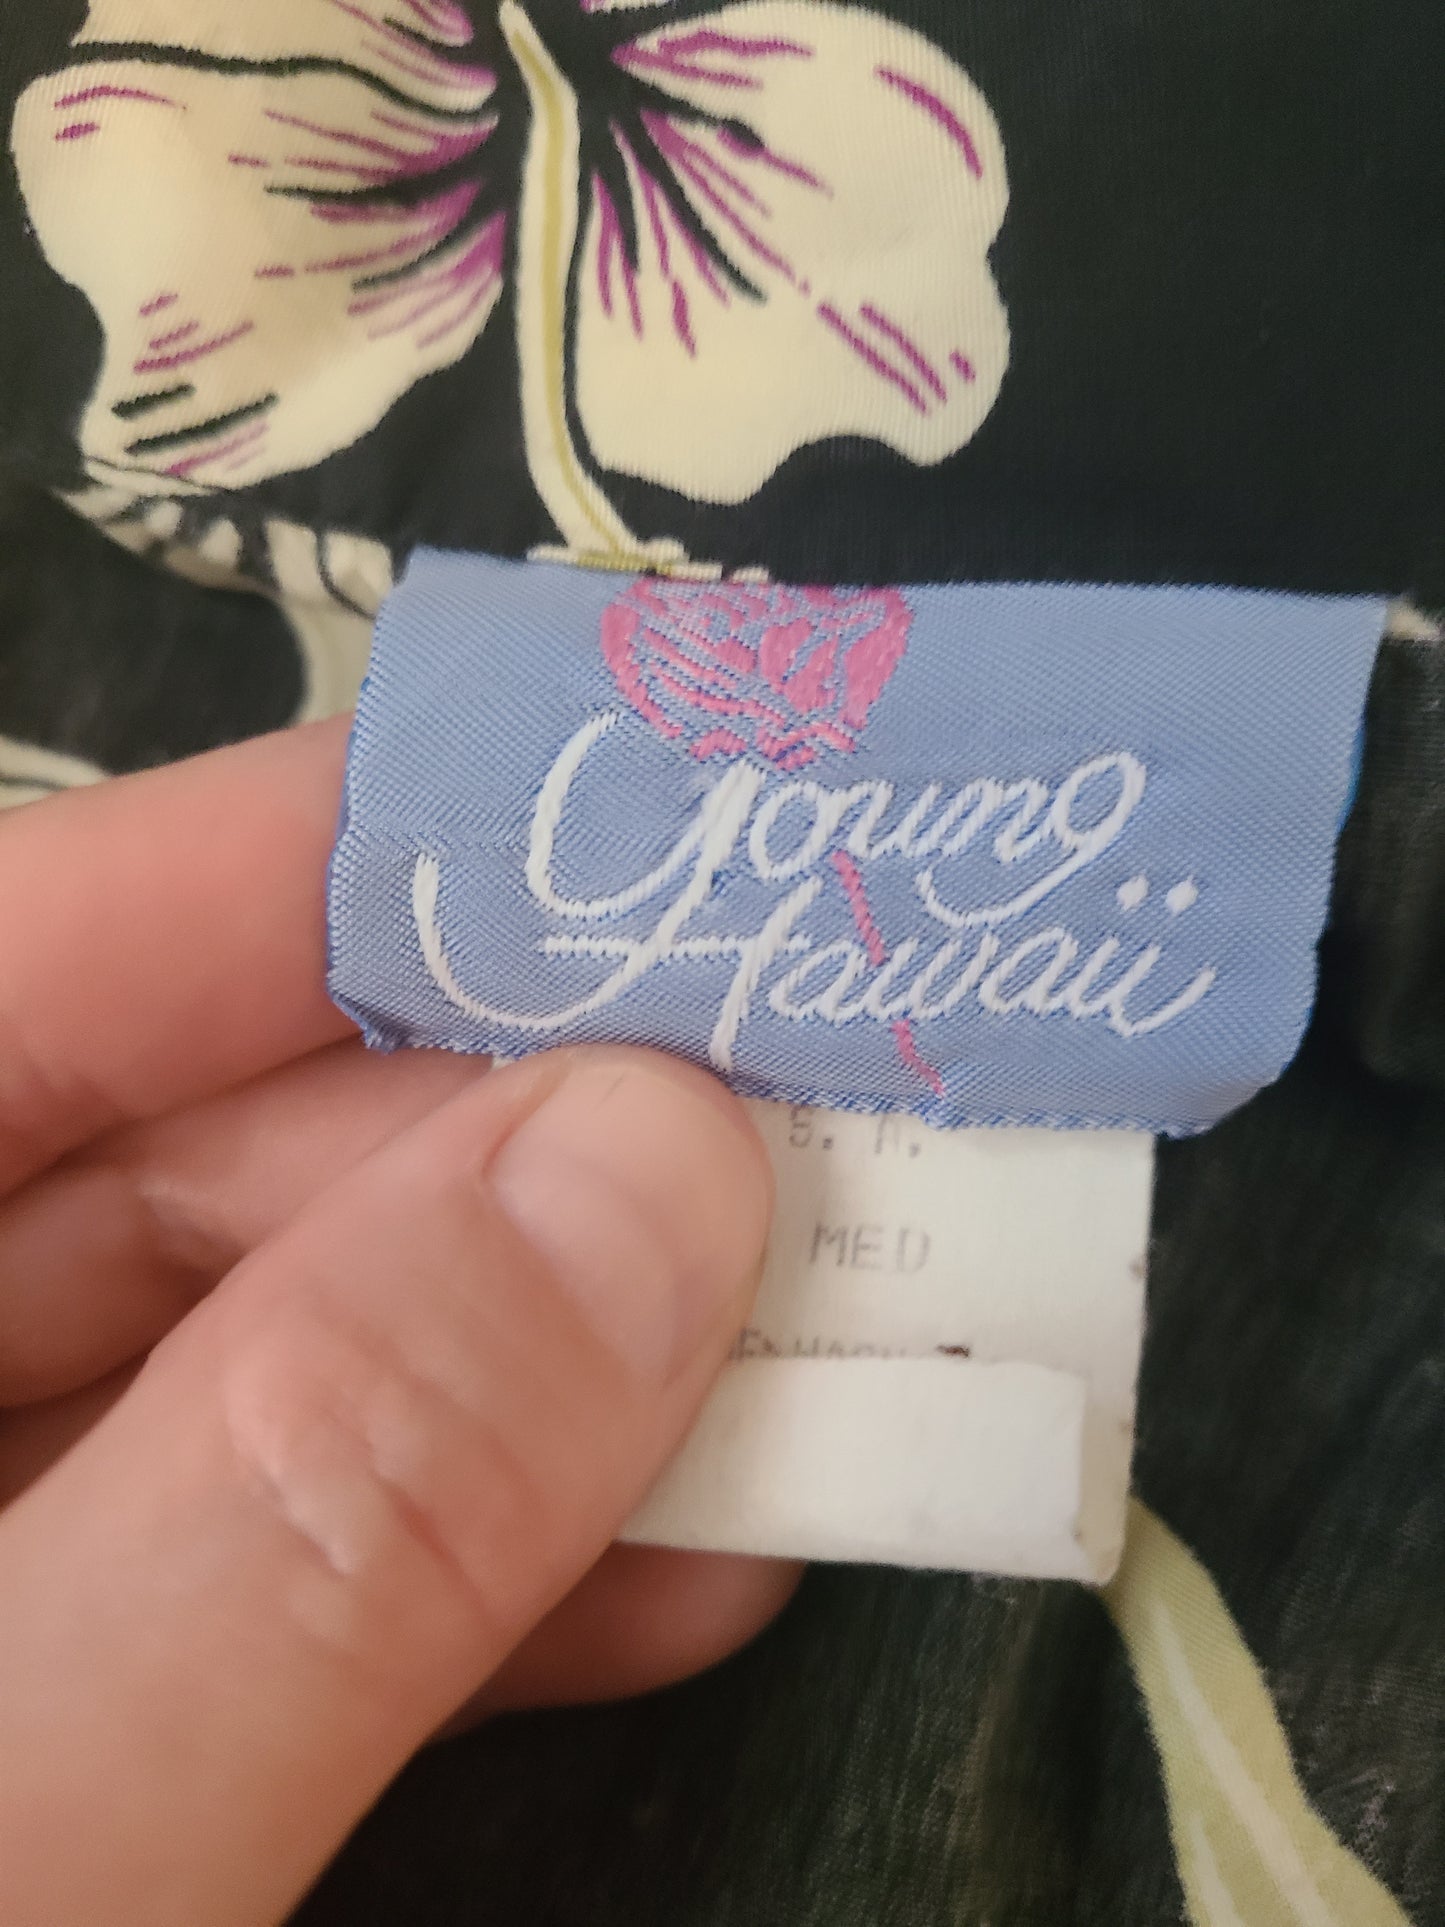 Young
Hawaii
S. A.
MED